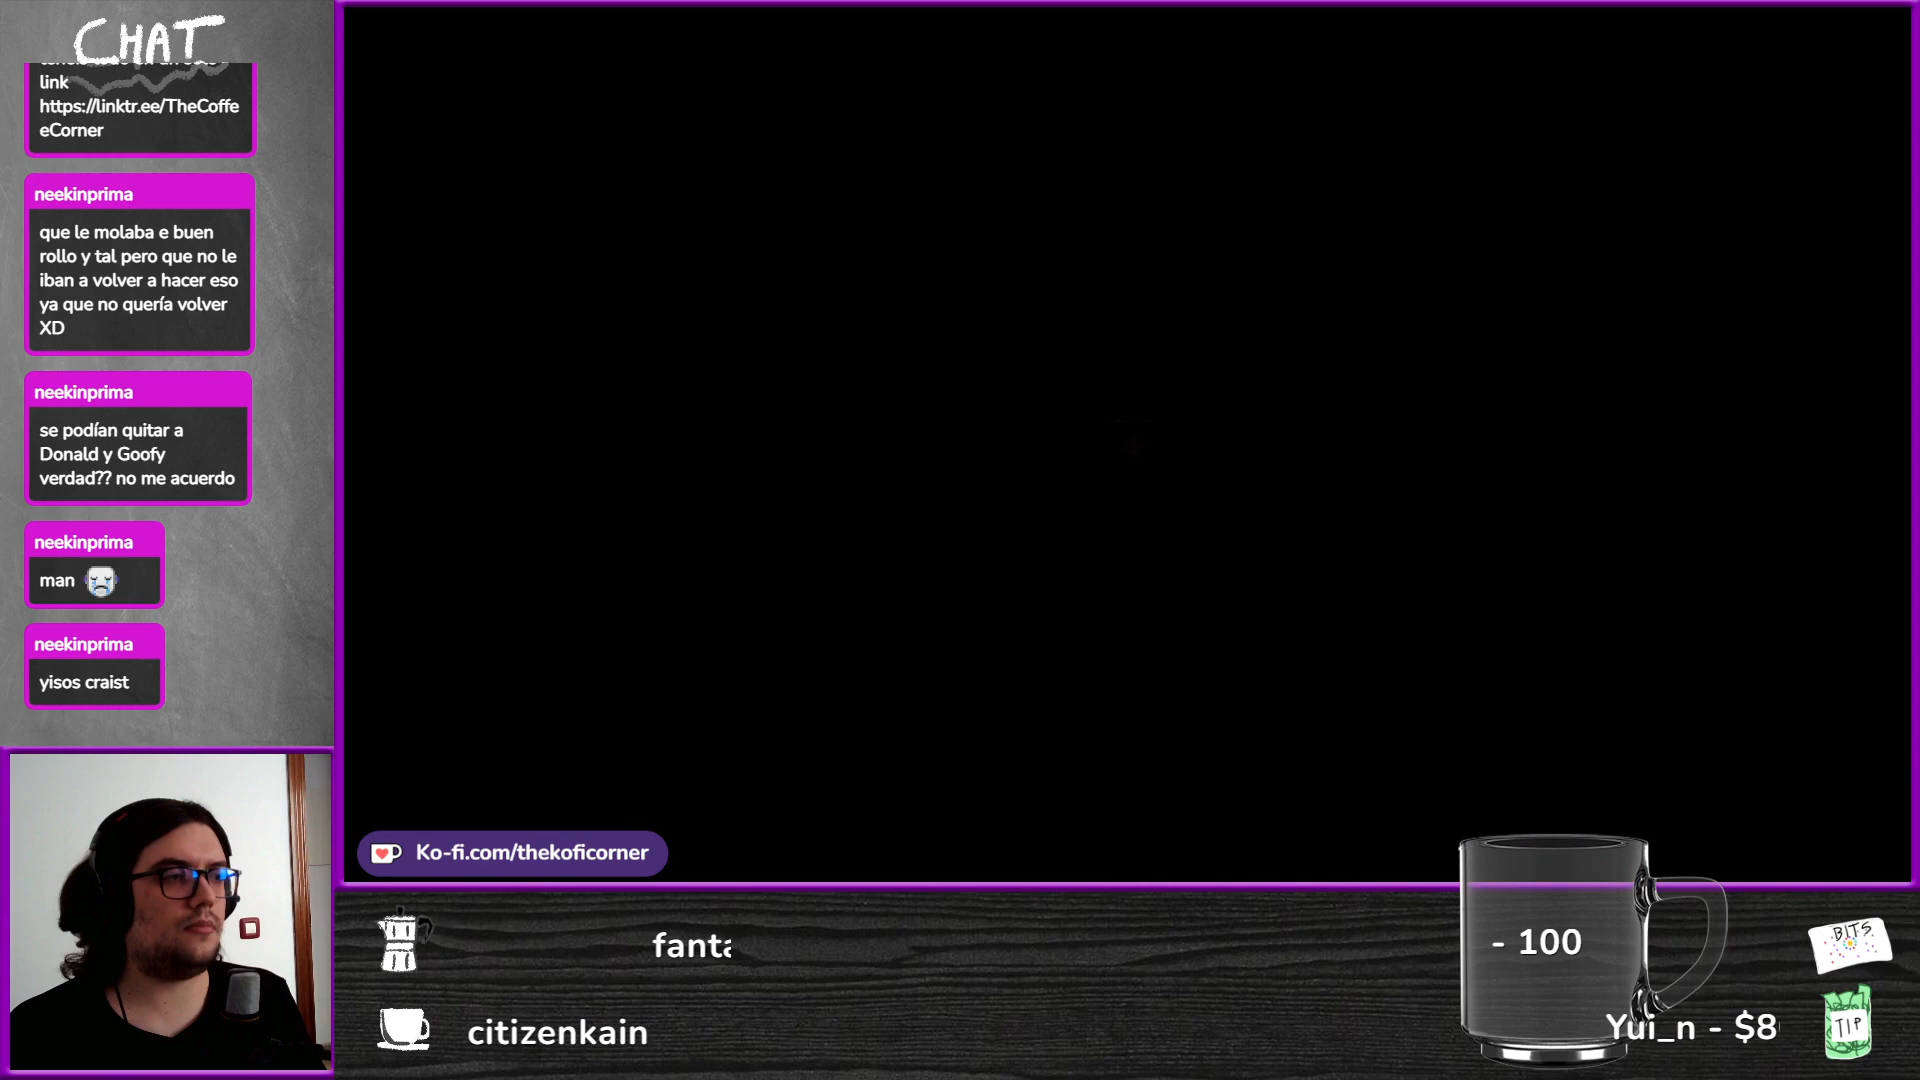 CHAT
link
https://linktr.ee/TheCoffe
eCorner
neekinprima
que le molaba e buen
rollo y tal pero que no le
iban a volver a hacer eso
ya que no quería volver
XD
neekinprima
se podían quitar a
Donald y Goofy
verdad?? no me acuerdo
neekinprima
man
neekinprima
yisos craist
Ko-fi.com/thekoficorner
- 100
BITS
citizenkain
Yui_n - $8
TIP